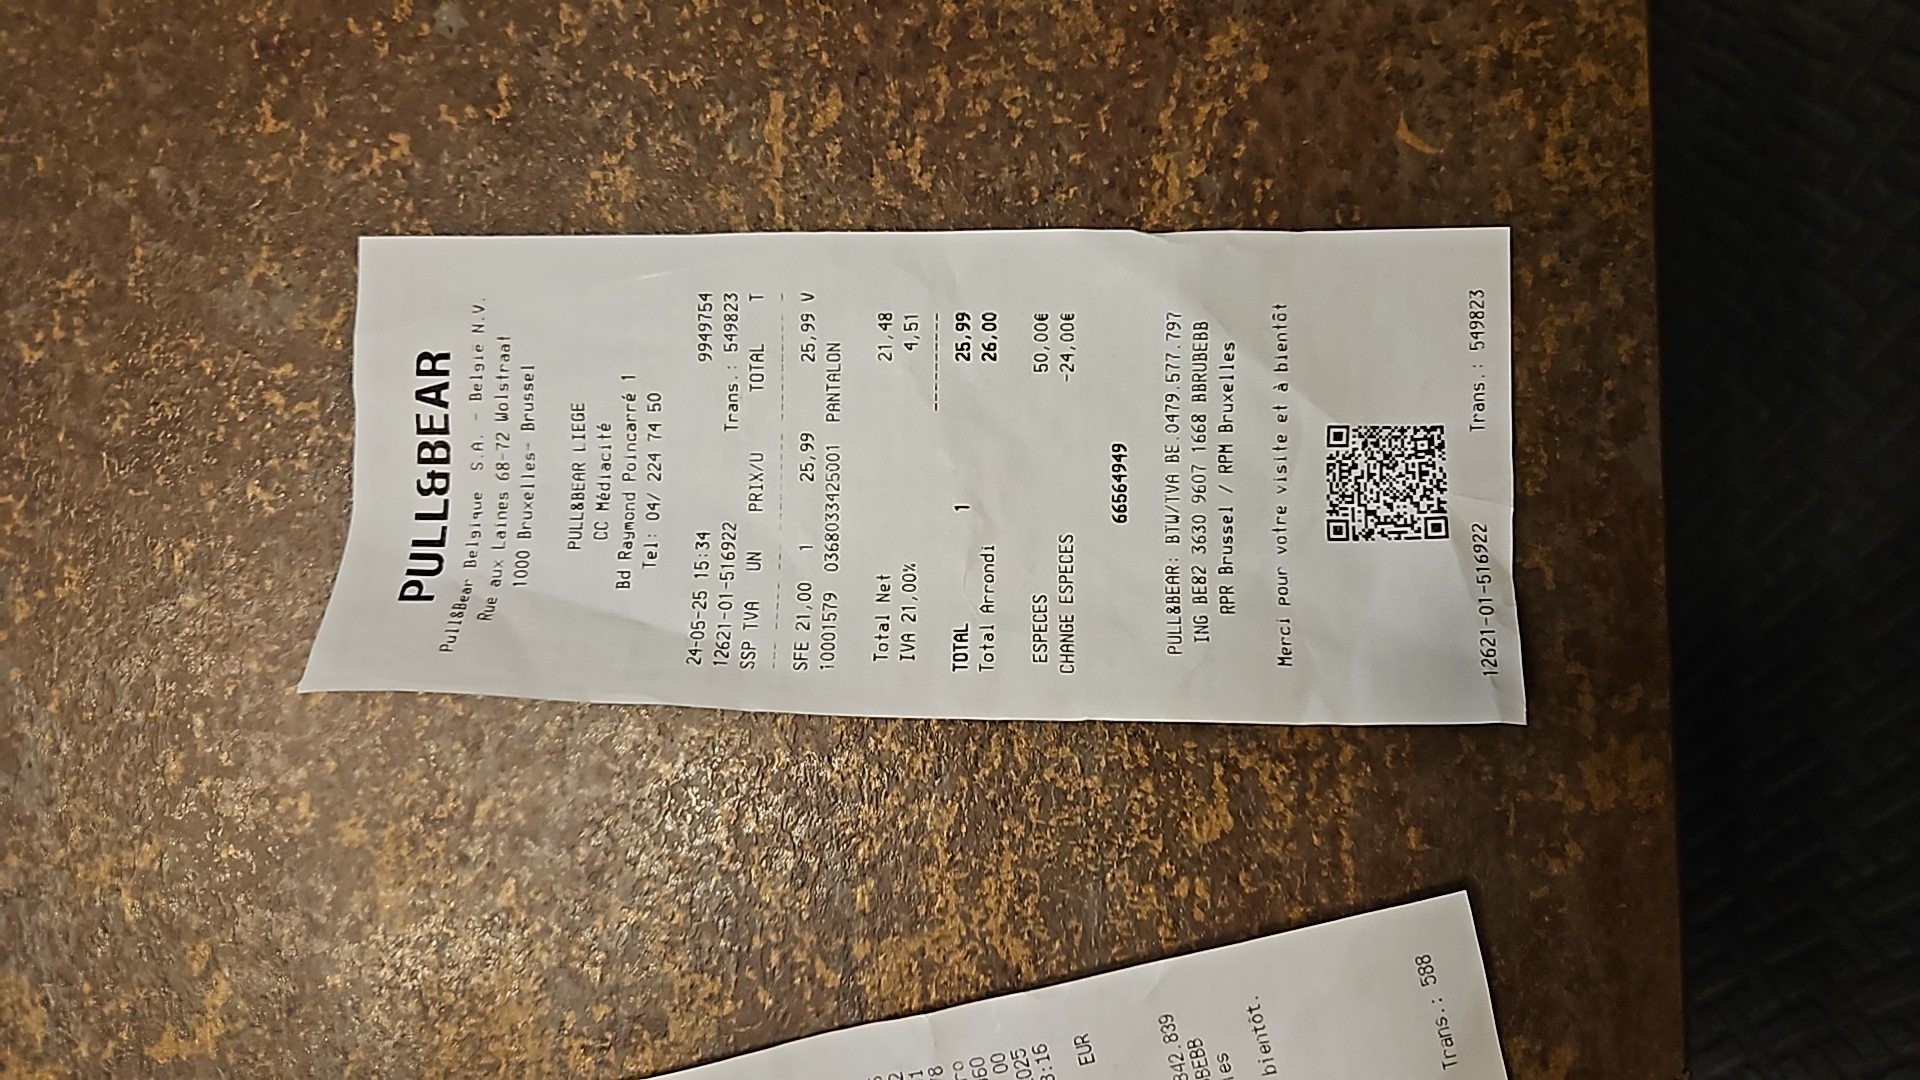 PULL&BEAR
Pull&Bear Belgique S.A. - België N.V.
Rue aux Laines 68-72 Wolstraat
1000 Bruxelles- Brussel
PULL&BEAR LIEGE
CC Médiacité
Bd Raymond Poincarré 1
Tel: 04/ 224 74 50
24-05-25 15:34 9949754
12621-01-516922 Trans.: 549823
SSP TVA UN PRIX/U TOTAL T
SFE 21,00 1 25,99 25,99 V
10001579 03680334250​01 PANTALON
Total Net 21,48
IVA 21,00% 4,51
TOTAL 1 25,99
Total Arrondi 26,00
ESPECES 50,00€
CHANGE ESPECES -24,00€
66564949
PULL&BEAR: BTW/TVA BE.0479.577.797
ING BE82 3630 9607 1668 BBRUBEBB
RPR Brussel / RPM Bruxelles
Merci pour votre visite et à bientôt
12621-01-516922 Trans.: 549823
00
EUR
842.839
bientôt.
Trans.: 588